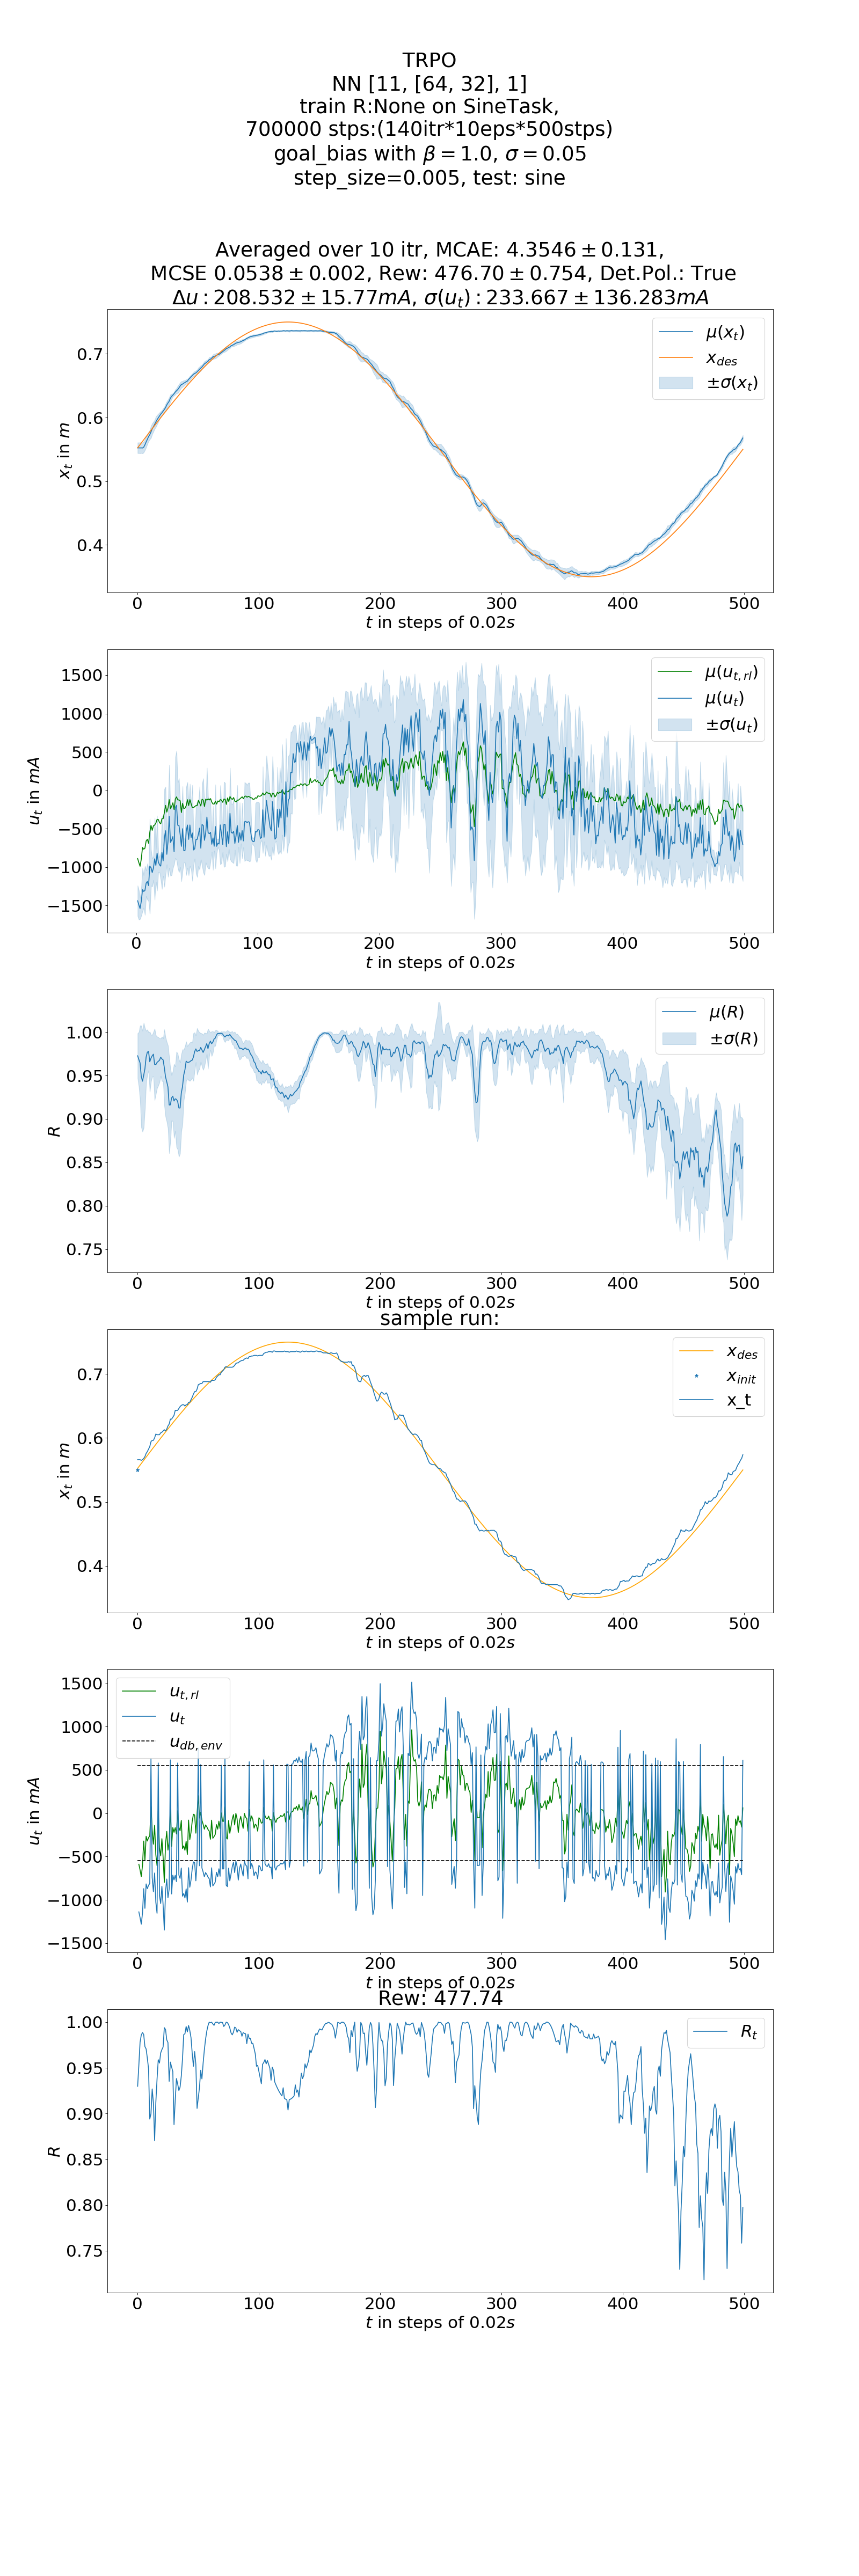 TRPO
NN [11, [64, 32], 1]
train R:None on SineTask,
700000 stps:(140itr*10eps*500stps)
goal_bias with β = 1.0, σ = 0.05
step_size=0.005, test: sine
Averaged over 10 itr, MCAE: 4.3546 ± 0.131,
MCSE 0.0538 ± 0.002, Rew: 476.70 ± 0.754, Det.Pol.: True
Δu : 208.532 ± 15.77mA, σ(u_t) : 233.667 ± 136.283mA
μ(x_t)
x_des
±σ(x_t)
0.7
0.6
0.5
0.4
x_t in m
0 100 200 300 400 500
t in steps of 0.02s
μ(u_{t,rl})
μ(u_t)
±σ(u_t)
1500
1000
500
0
−500
−1000
−1500
u_t in mA
0 100 200 300 400 500
t in steps of 0.02s
μ(R)
±σ(R)
1.00
0.95
0.90
0.85
0.80
0.75
R
0 100 200 300 400 500
t in steps of 0.02s
sample run:
x_des
x_init
x_t
0.7
0.6
0.5
0.4
x_t in m
0 100 200 300 400 500
t in steps of 0.02s
u_{t,rl}
u_t
u_{db,env}
1500
1000
500
0
−500
−1000
−1500
u_t in mA
0 100 200 300 400 500
t in steps of 0.02s
Rew: 477.74
R_t
1.00
0.95
0.90
0.85
0.80
0.75
R
0 100 200 300 400 500
t in steps of 0.02s